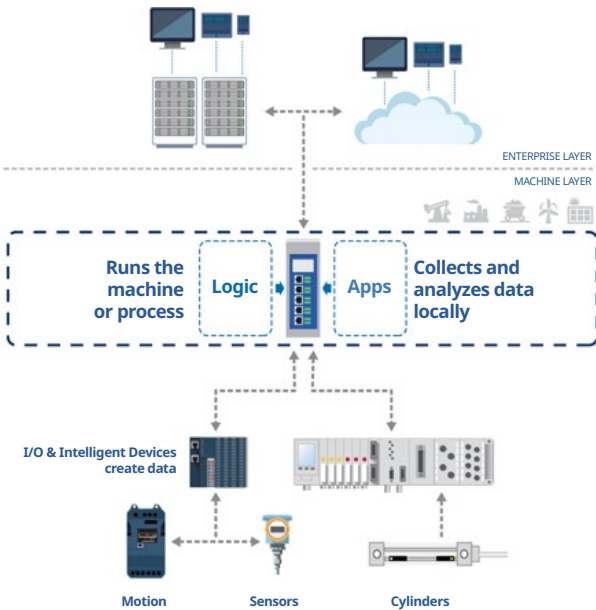 ENTERPRISE LAYER
MACHINE LAYER
Runs the
machine
or process
Logic
Apps
Collects and
analyzes data
locally
I/O & Intelligent Devices
create data
Motion
Sensors
Cylinders